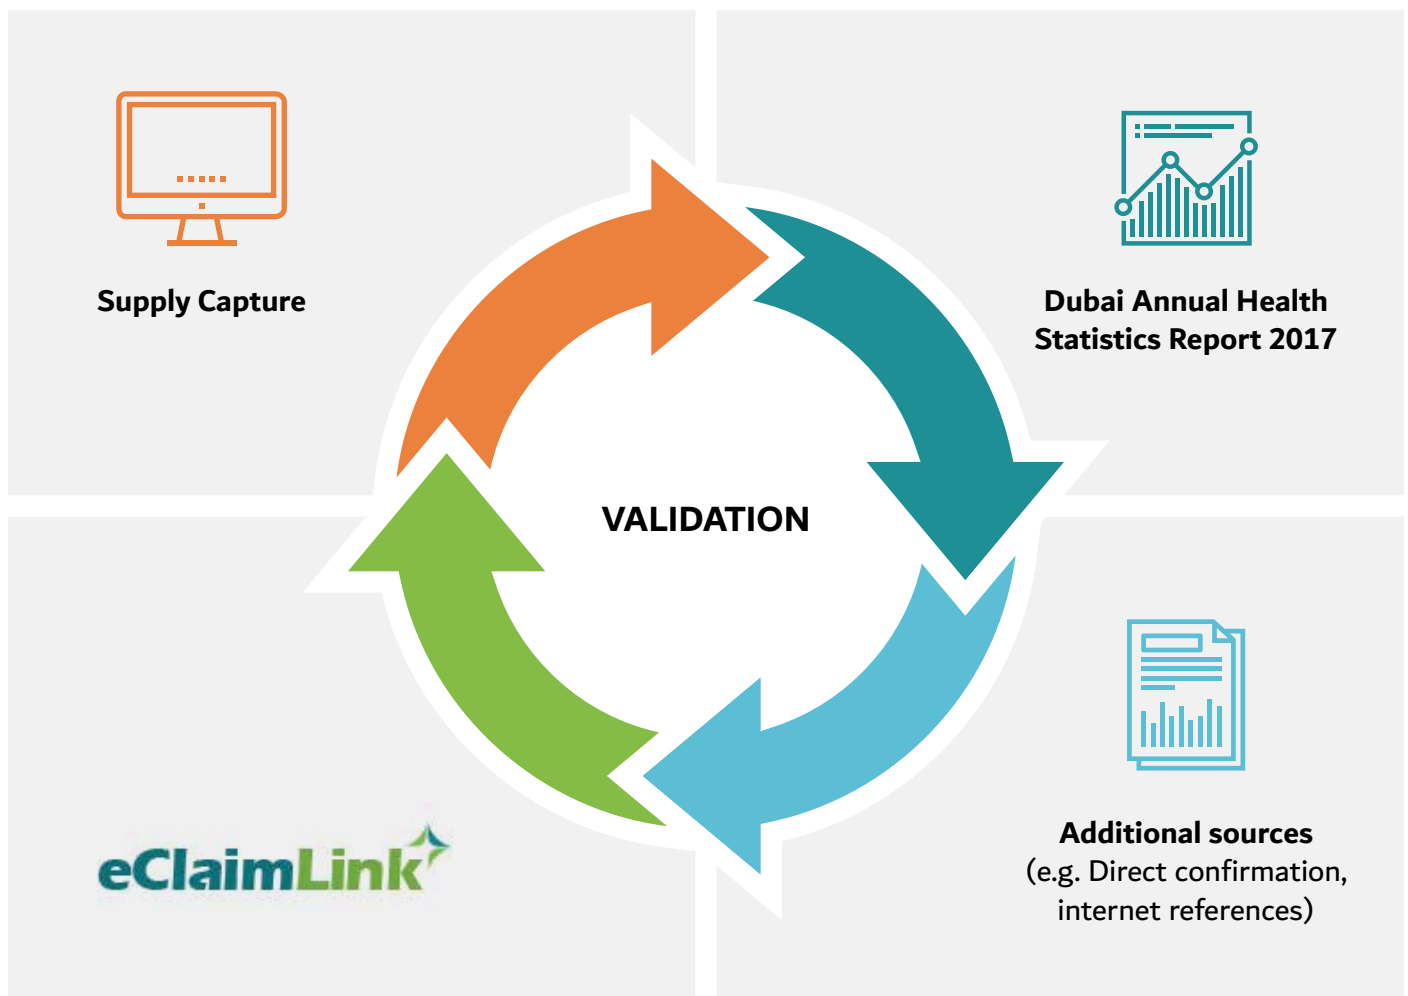 Supply Capture
Dubai Annual Health
Statistics Report 2017
VALIDATION
eClaimLink
Additional sources
(e.g. Direct confirmation,
internet references)